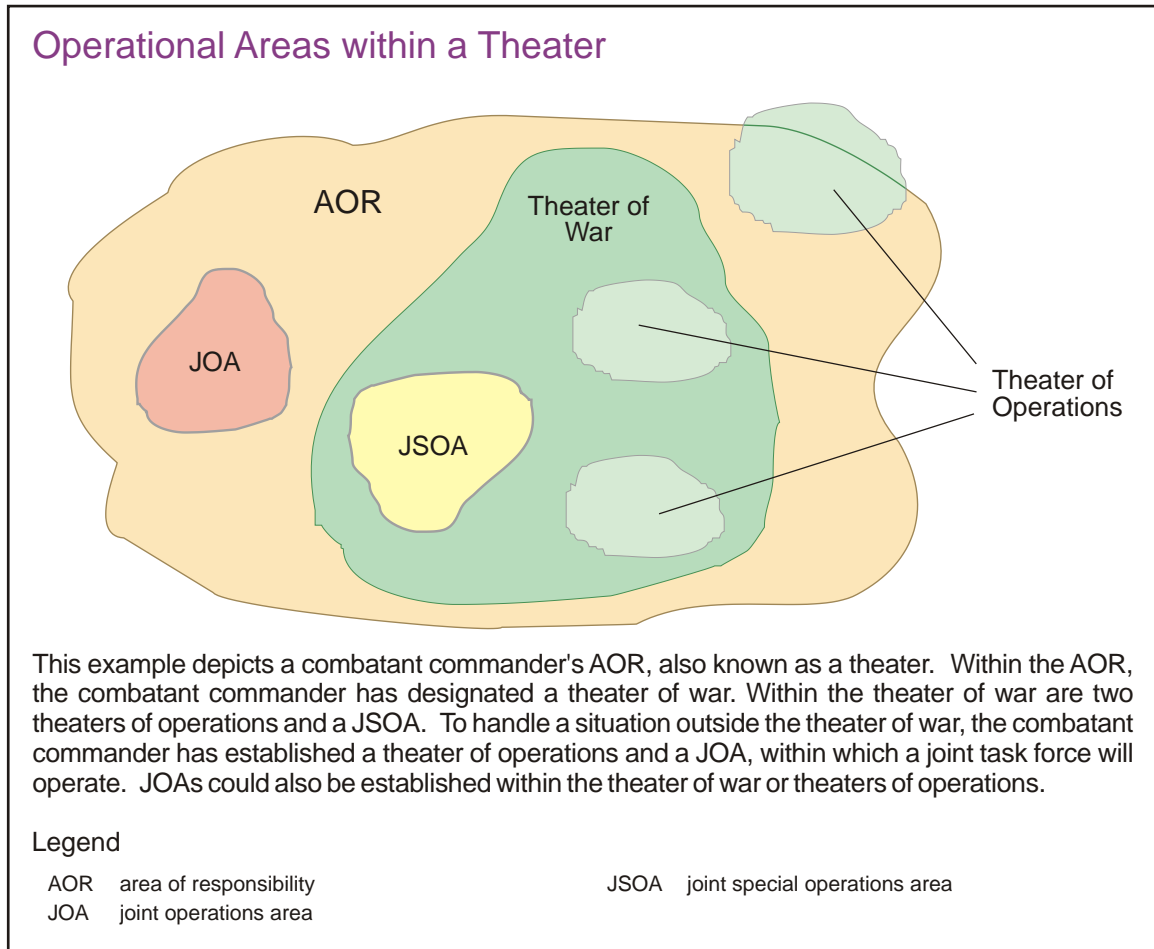 Operational Areas within a Theater
AOR
Theater of
War
JOA
JSOA
Theater of
Operations
This example depicts a combatant commander's AOR, also known as a theater. Within the AOR,
the combatant commander has designated a theater of war. Within the theater of war are two
theaters of operations and a JSOA. To handle a situation outside the theater of war, the combatant
commander has established a theater of operations and a JOA, within which a joint task force will
operate. JOAs could also be established within the theater of war or theaters of operations.
Legend
AOR area of responsibility
JOA joint operations area
JSOA joint special operations area